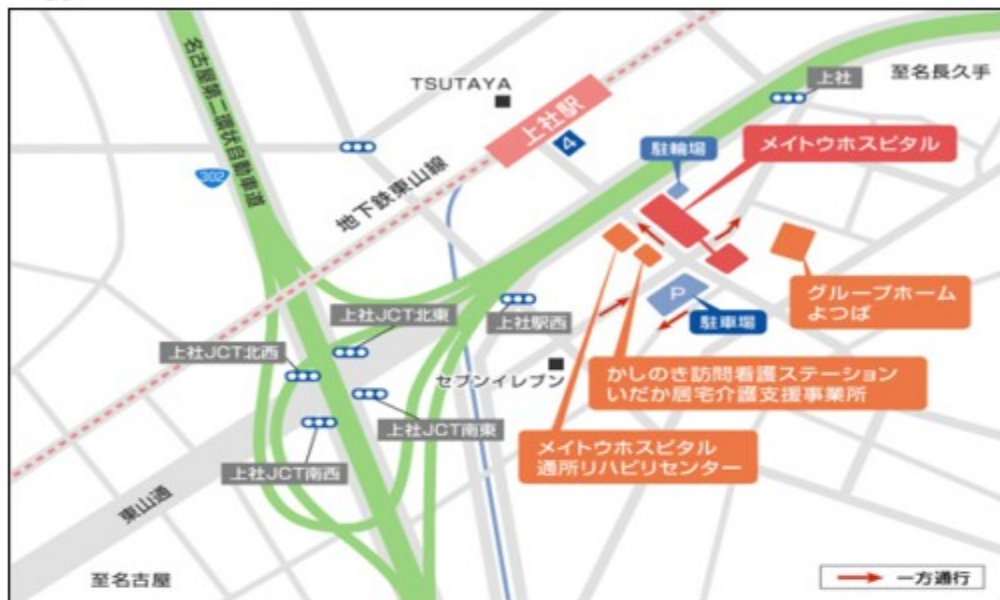 名古屋第二環状自動車道
302
TSUTAYA
上社駅
4
地下鉄東山線
上社
至名長久手
駐輪場
メイトウホスピタル
グループホーム
よつば
P
駐車場
上社駅西
上社JCT北東
上社JCT北西
セブンイレブン
かしのき訪問看護ステーション
いだか居宅介護支援事業所
上社JCT南東
メイトウホスピタル
通所リハビリセンター
上社JCT南西
東山通
至名古屋
一方通行